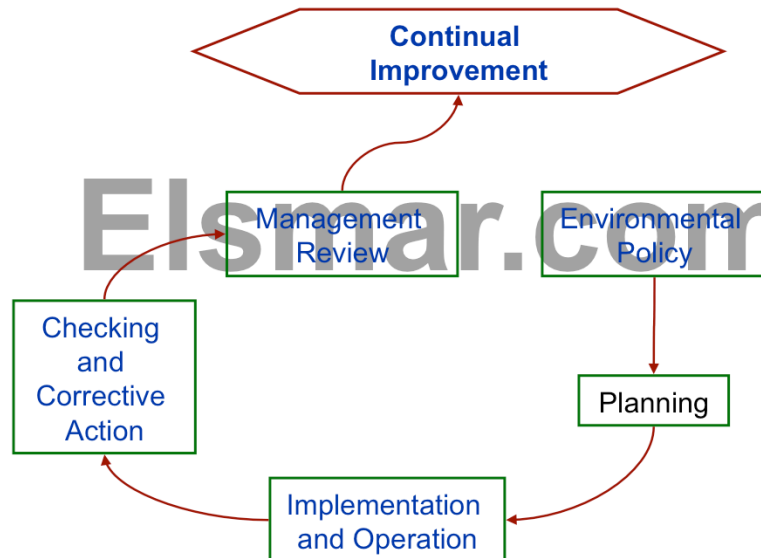 Continual
Improvement
Elsmar.com
Management
Review
Environmental
Policy
Checking
and
Corrective
Action
Planning
Implementation
and Operation